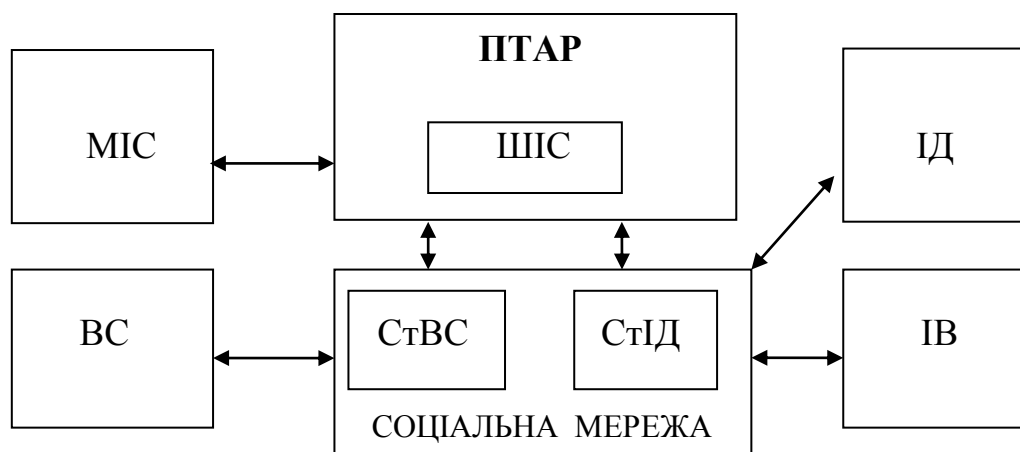 ПТАР
МІС
ШІС
ІД
ВС
СтВС
СтІД
ІВ
СОЦІАЛЬНА МЕРЕЖА